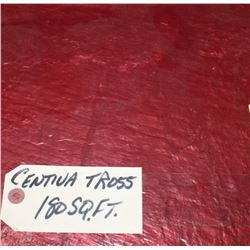 CENTIVA TROSS
180 SQ.FT.